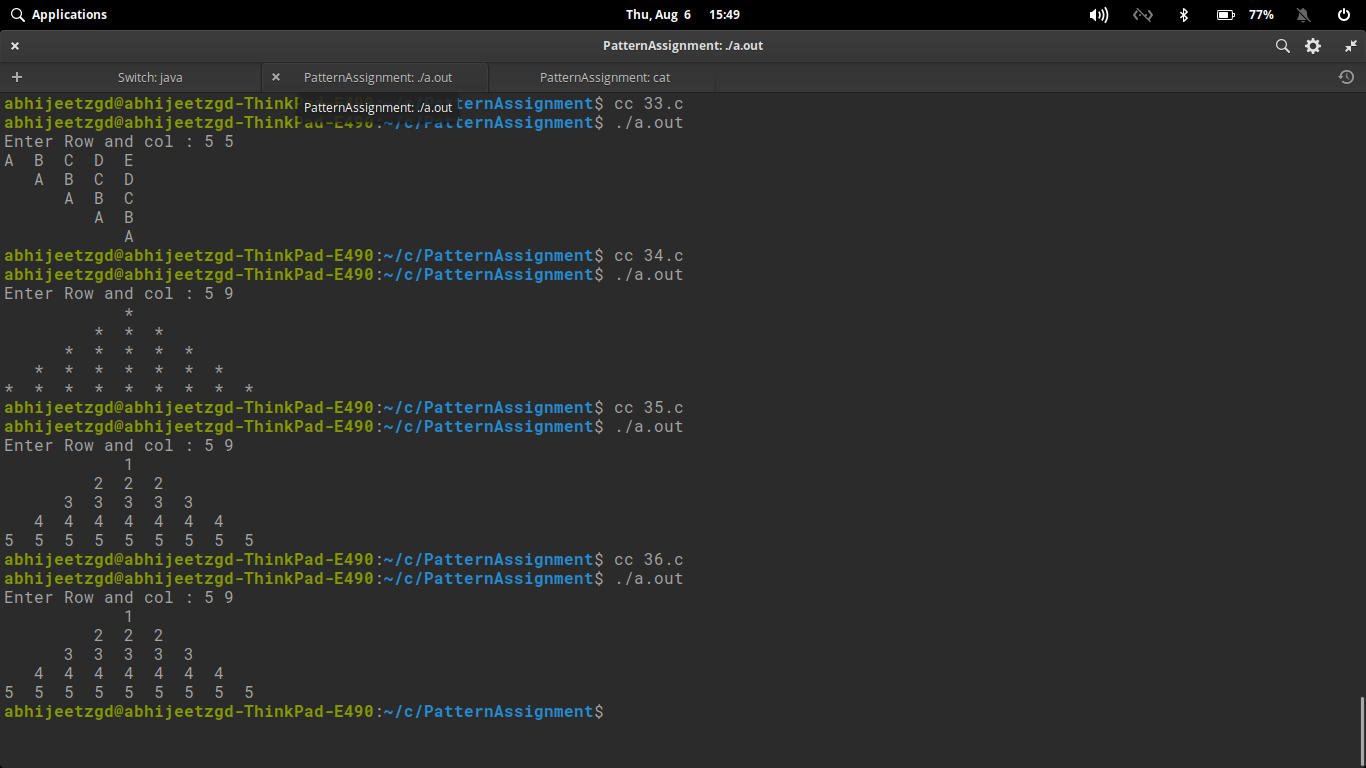 Applications Thu, Aug 6 15:49 77%
PatternAssignment: ./a.out
Switch: java PatternAssignment: ./a.out PatternAssignment: cat
abhijeetzgd@abhijeetzgd-ThinkP PatternAssignment: ./a.out ternAssignment$ cc 33.c
abhijeetzgd@abhijeetzgd-ThinkPad-E490:~/c/PatternAssignment$ ./a.out
Enter Row and col : 5 5
A  B  C  D  E
   A  B  C  D
      A  B  C
         A  B
            A
abhijeetzgd@abhijeetzgd-ThinkPad-E490:~/c/PatternAssignment$ cc 34.c
abhijeetzgd@abhijeetzgd-ThinkPad-E490:~/c/PatternAssignment$ ./a.out
Enter Row and col : 5 9
            *
         *  *  *
      *  *  *  *  *
   *  *  *  *  *  *  *
*  *  *  *  *  *  *  *  *
abhijeetzgd@abhijeetzgd-ThinkPad-E490:~/c/PatternAssignment$ cc 35.c
abhijeetzgd@abhijeetzgd-ThinkPad-E490:~/c/PatternAssignment$ ./a.out
Enter Row and col : 5 9
            1
         2  2  2
      3  3  3  3  3
   4  4  4  4  4  4  4
5  5  5  5  5  5  5  5  5
abhijeetzgd@abhijeetzgd-ThinkPad-E490:~/c/PatternAssignment$ cc 36.c
abhijeetzgd@abhijeetzgd-ThinkPad-E490:~/c/PatternAssignment$ ./a.out
Enter Row and col : 5 9
            1
         2  2  2
      3  3  3  3  3
   4  4  4  4  4  4  4
5  5  5  5  5  5  5  5  5
abhijeetzgd@abhijeetzgd-ThinkPad-E490:~/c/PatternAssignment$